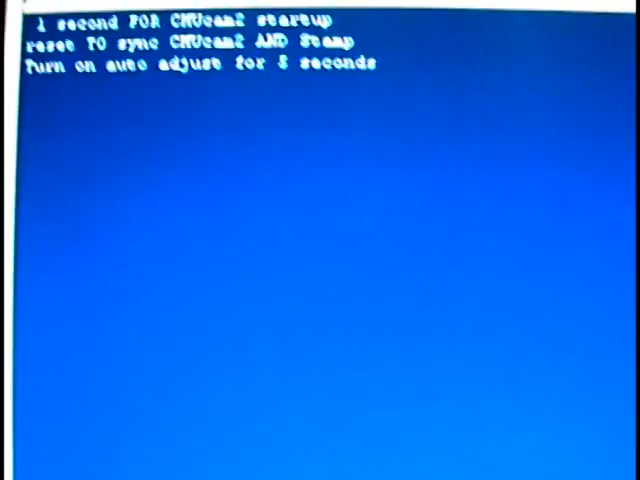 1 second FOR CMUcam2 startup
reset TO sync CMUcam2 AND Stamp
Turn on auto adjust for 5 seconds